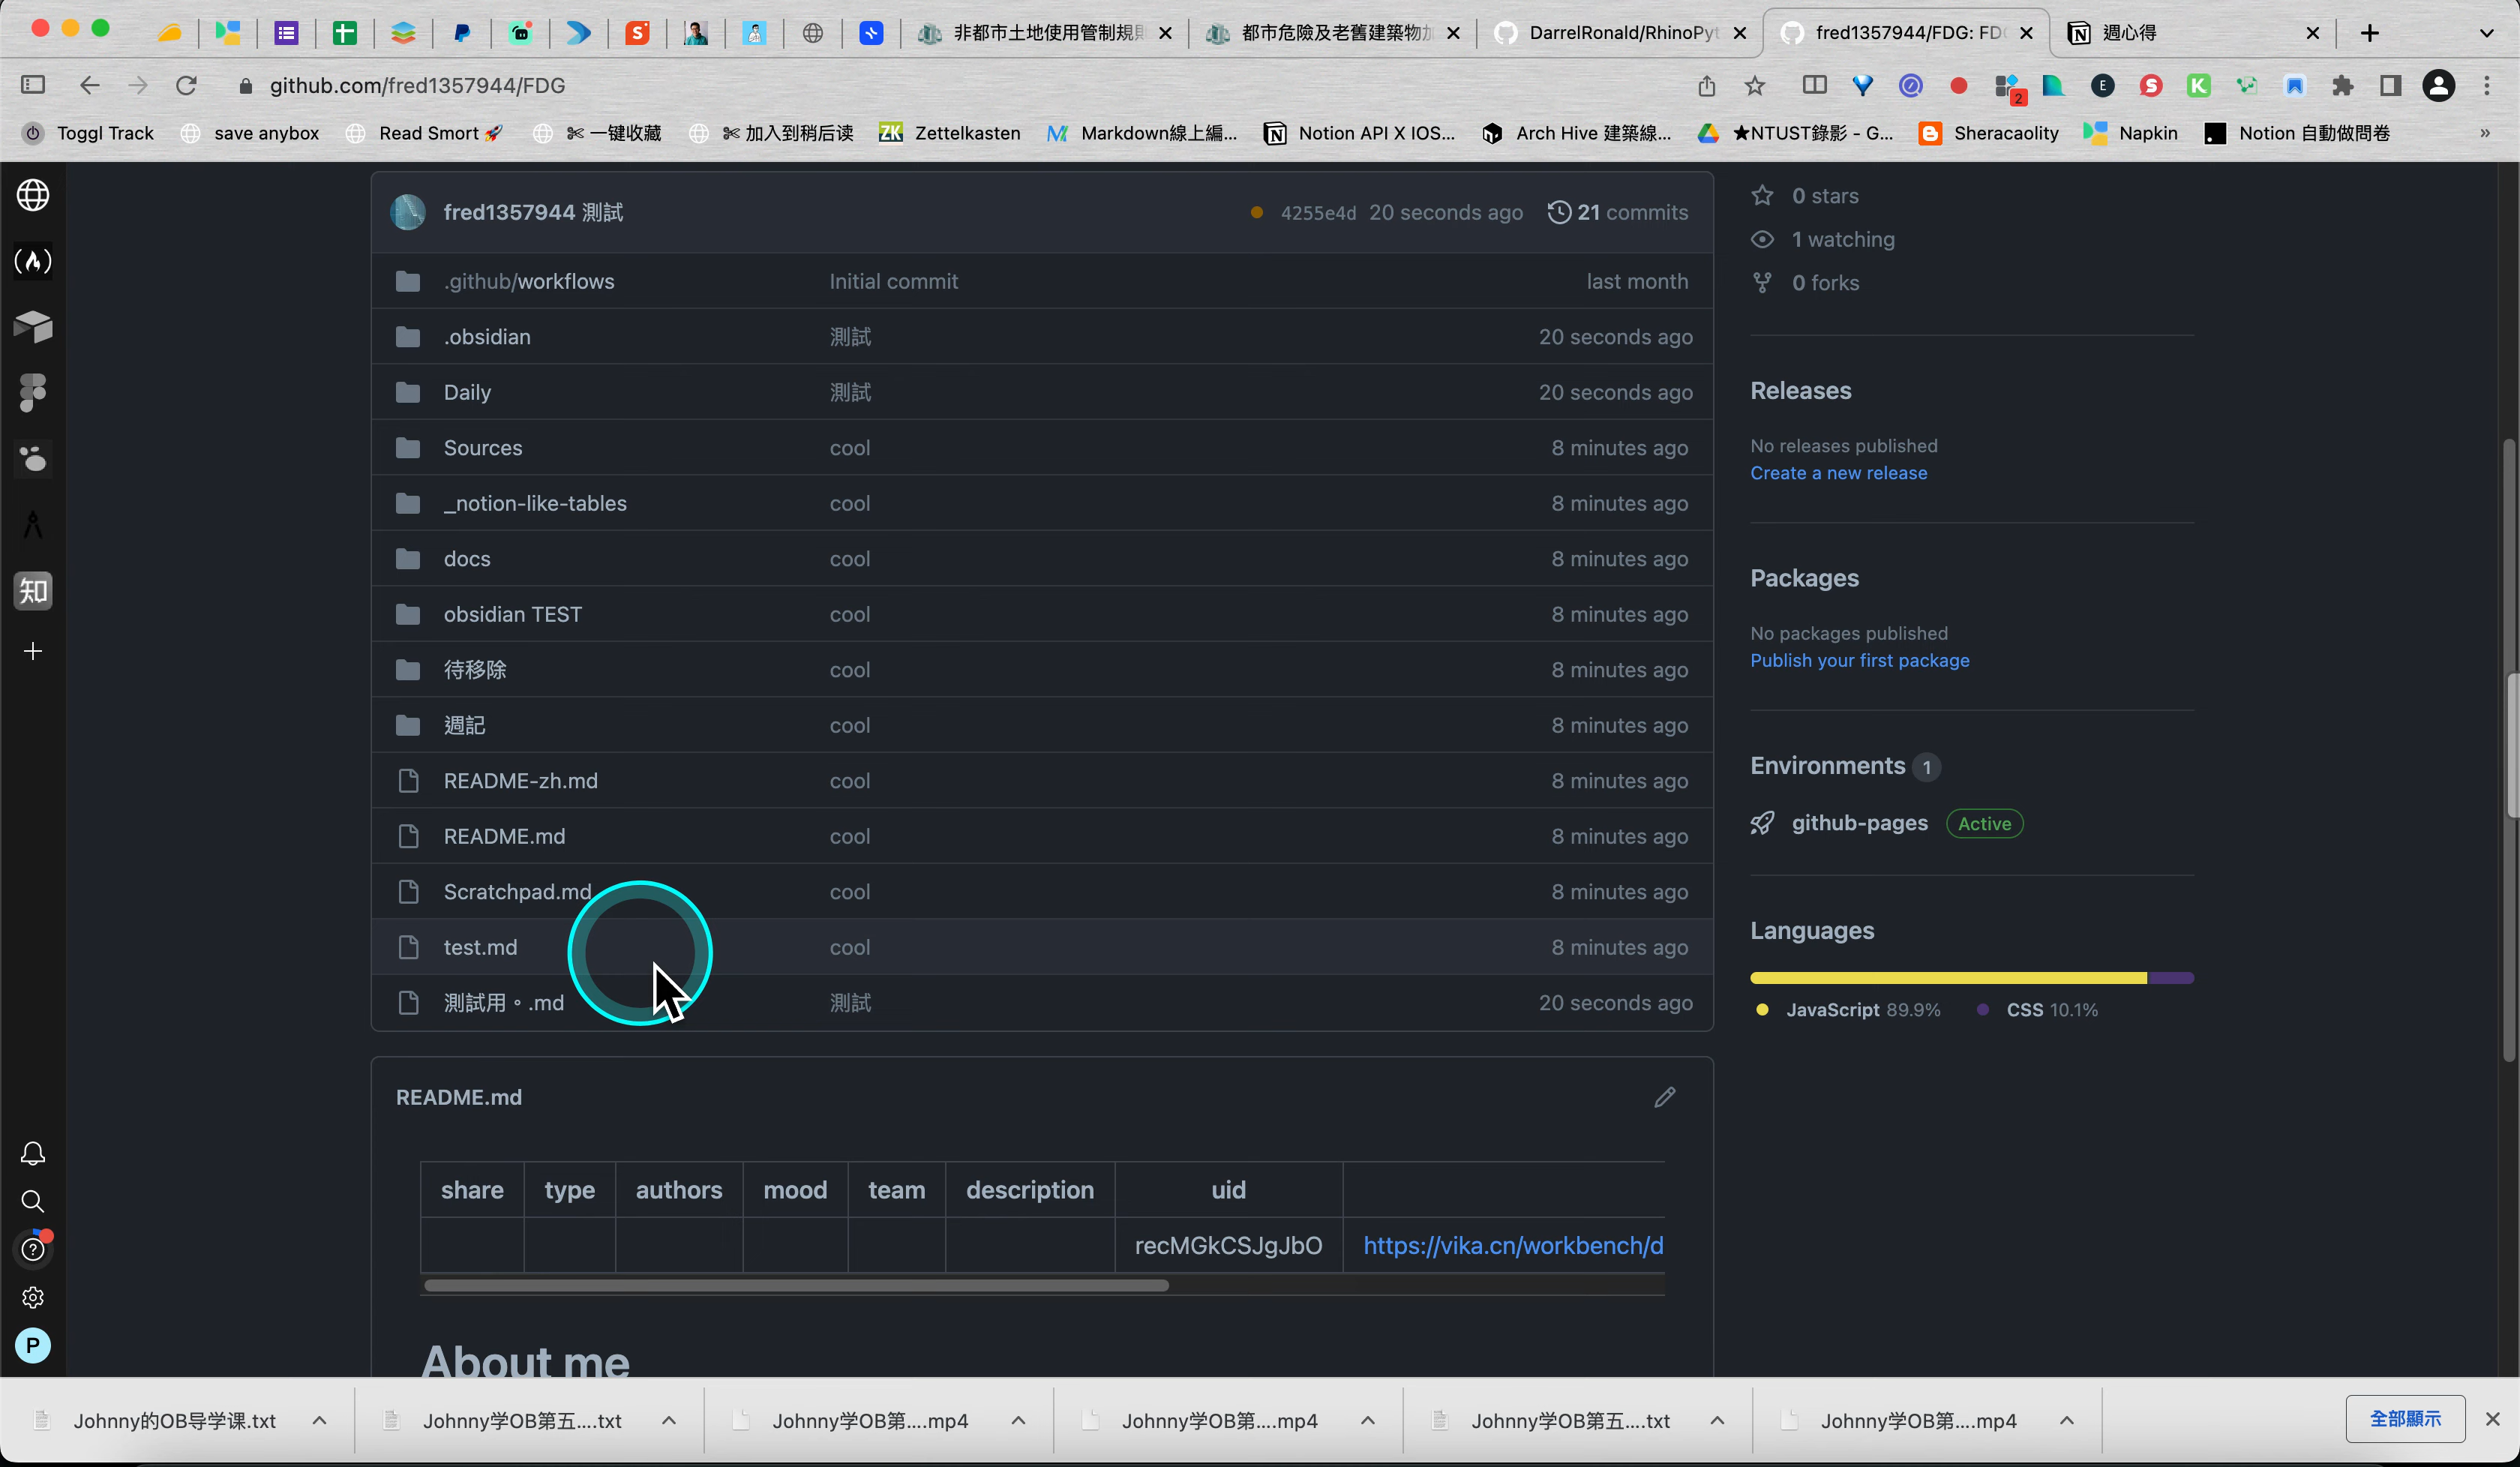 非都市土地使用管制規則
都市危險及老舊建築物加
DarrelRonald/RhinoPyt
fred1357944/FDG: FD
週心得
github.com/fred1357944/FDG
2
Toggl Track
save anybox
Read Smort 🚀
✂ 一键收藏
✂ 加入到稍后读
ZK Zettelkasten
Markdown線上編...
Notion API X IOS...
Arch Hive 建築線...
★NTUST錄影 - G...
Sheracaolity
Napkin
Notion 自動做問卷
知
P
fred1357944 測試
4255e4d 20 seconds ago 21 commits
.github/workflows Initial commit last month
.obsidian 測試 20 seconds ago
Daily 測試 20 seconds ago
Sources cool 8 minutes ago
_notion-like-tables cool 8 minutes ago
docs cool 8 minutes ago
obsidian TEST cool 8 minutes ago
待移除 cool 8 minutes ago
週記 cool 8 minutes ago
README-zh.md cool 8 minutes ago
README.md cool 8 minutes ago
Scratchpad.md cool 8 minutes ago
test.md cool 8 minutes ago
測試用。.md 測試 20 seconds ago
README.md
share type authors mood team description uid
recMGkCSJgJbO https://vika.cn/workbench/d
About me
0 stars
1 watching
0 forks
Releases
No releases published
Create a new release
Packages
No packages published
Publish your first package
Environments 1
github-pages Active
Languages
JavaScript 89.9% CSS 10.1%
Johnny的OB导学课.txt
Johnny学OB第五....txt
Johnny学OB第....mp4
Johnny学OB第....mp4
Johnny学OB第五....txt
Johnny学OB第....mp4
全部顯示